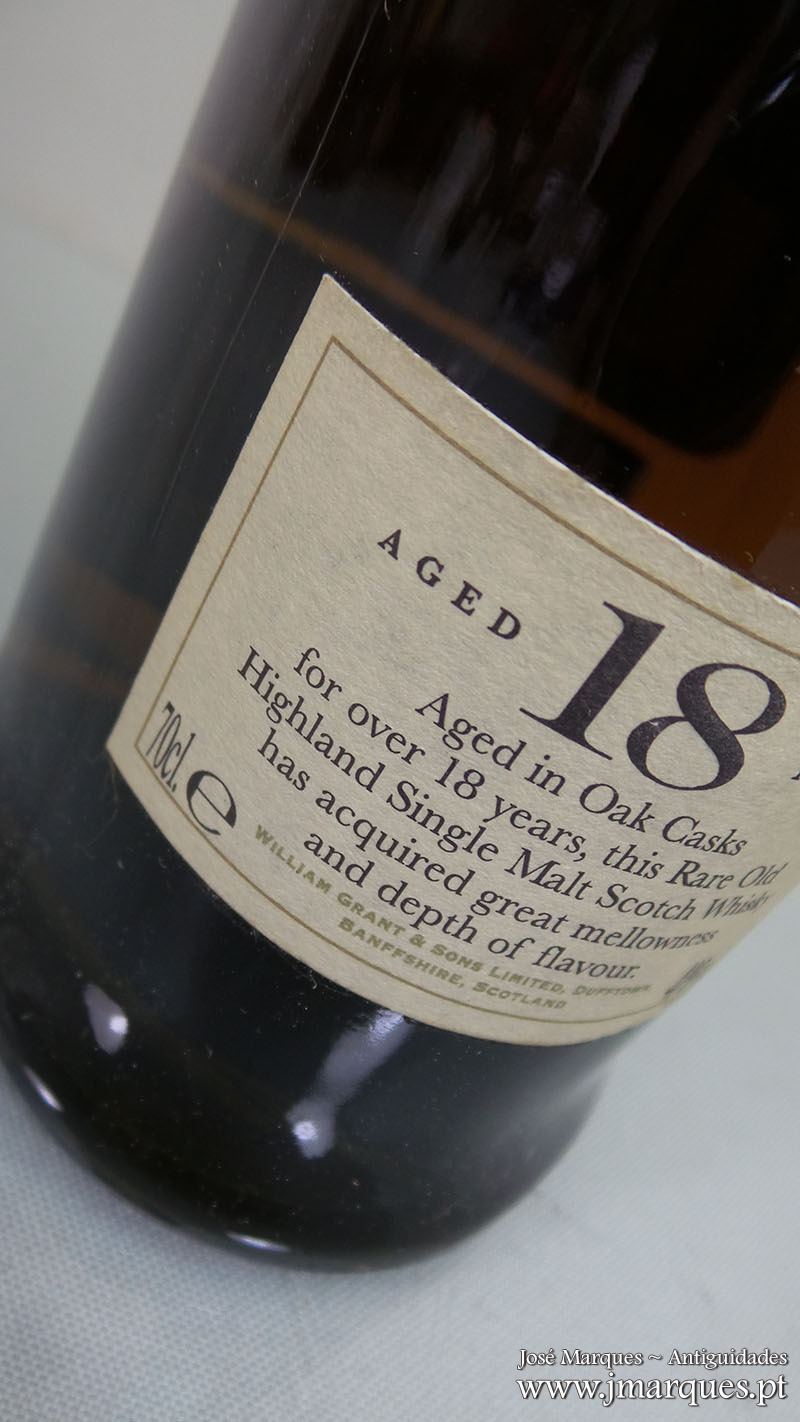 AGED 18
Aged in Oak Casks
for over 18 years, this Rare Old
Highland Single Malt Scotch Whisky
has acquired great mellowness
and depth of flavour.
70cl. e
WILLIAM GRANT & SONS LIMITED, DUFFTOWN
BANFFSHIRE, SCOTLAND
José Marques ~ Antiguidades
www.jmarques.pt